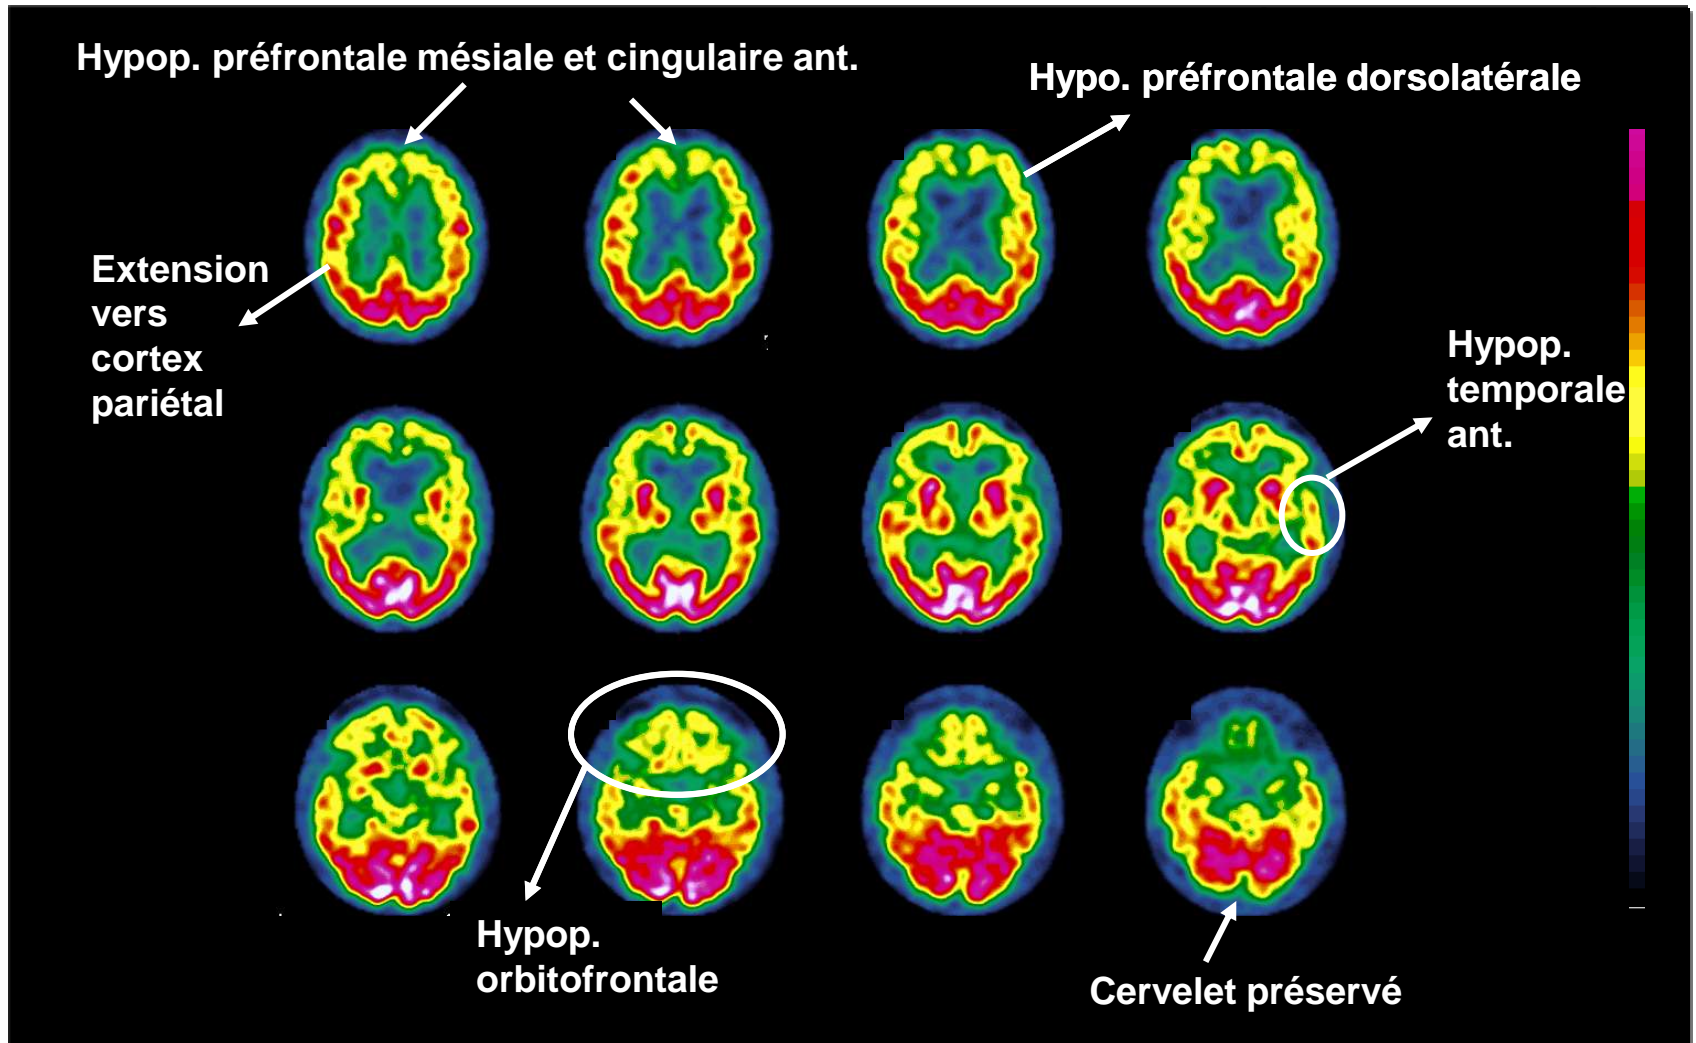 Hypop. préfrontale mésiale et cingulaire ant.
Hypo. préfrontale dorsolatérale
Extension
vers
cortex
pariétal
Hypop.
temporale
ant.
Hypop.
orbitofrontale
Cervelet préservé